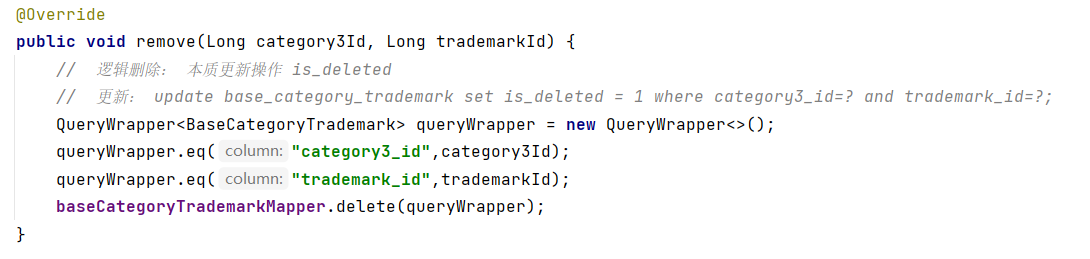 @Override
public void remove(Long category3Id, Long trademarkId) {
//  逻辑删除： 本质更新操作 is_deleted
//  更新： update base_category_trademark set is_deleted = 1 where category3_id=? and trademark_id=?;
QueryWrapper<BaseCategoryTrademark> queryWrapper = new QueryWrapper<>();
queryWrapper.eq( column: "category3_id",category3Id);
queryWrapper.eq( column: "trademark_id",trademarkId);
baseCategoryTrademarkMapper.delete(queryWrapper);
}